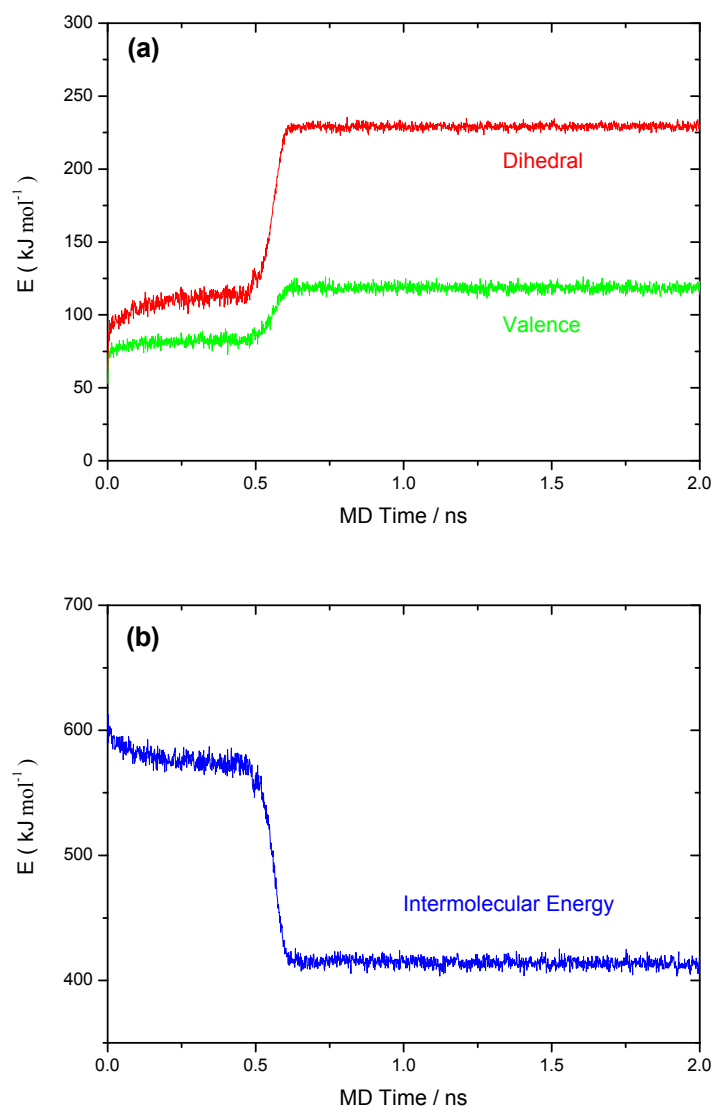 (a)
300
250
200
150
100
50
0
E ( kJ mol⁻¹ )
Dihedral
Valence
0.0 0.5 1.0 1.5 2.0
MD Time / ns
(b)
700
600
500
400
E ( kJ mol⁻¹ )
Intermolecular Energy
0.0 0.5 1.0 1.5 2.0
MD Time / ns